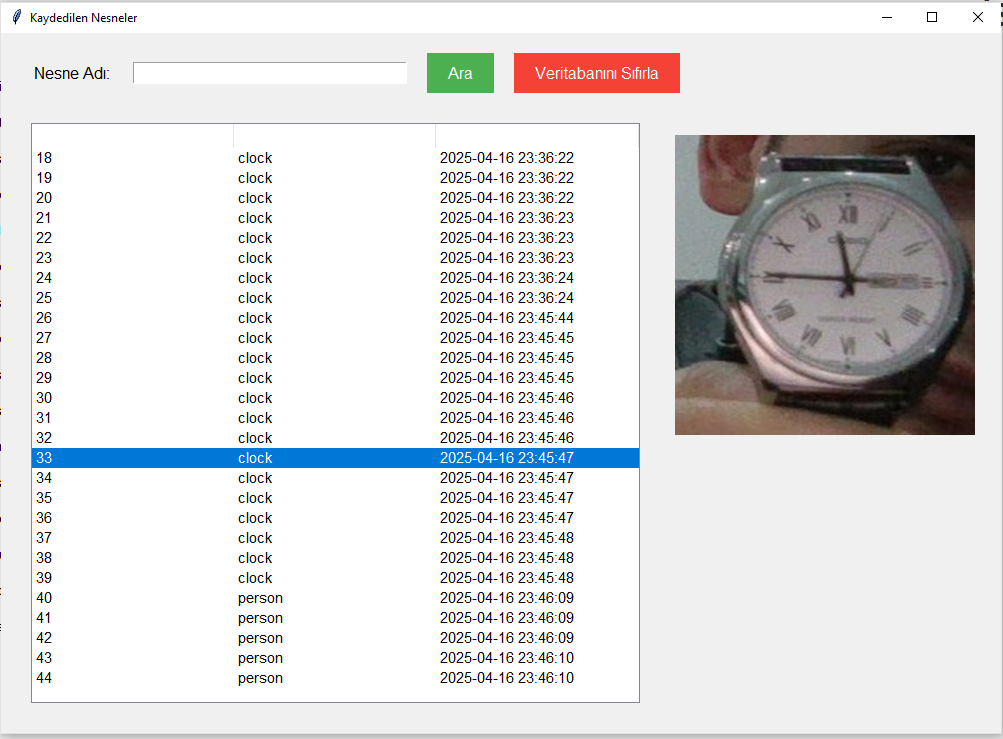 Kaydedilen Nesneler
Nesne Adı: Ara Veritabanını Sıfırla
18 clock 2025-04-16 23:36:22
19 clock 2025-04-16 23:36:22
20 clock 2025-04-16 23:36:22
21 clock 2025-04-16 23:36:23
22 clock 2025-04-16 23:36:23
23 clock 2025-04-16 23:36:23
24 clock 2025-04-16 23:36:24
25 clock 2025-04-16 23:36:24
26 clock 2025-04-16 23:45:44
27 clock 2025-04-16 23:45:45
28 clock 2025-04-16 23:45:45
29 clock 2025-04-16 23:45:45
30 clock 2025-04-16 23:45:46
31 clock 2025-04-16 23:45:46
32 clock 2025-04-16 23:45:46
33 clock 2025-04-16 23:45:47
34 clock 2025-04-16 23:45:47
35 clock 2025-04-16 23:45:47
36 clock 2025-04-16 23:45:47
37 clock 2025-04-16 23:45:48
38 clock 2025-04-16 23:45:48
39 clock 2025-04-16 23:45:48
40 person 2025-04-16 23:46:09
41 person 2025-04-16 23:46:09
42 person 2025-04-16 23:46:09
43 person 2025-04-16 23:46:10
44 person 2025-04-16 23:46:10
XII